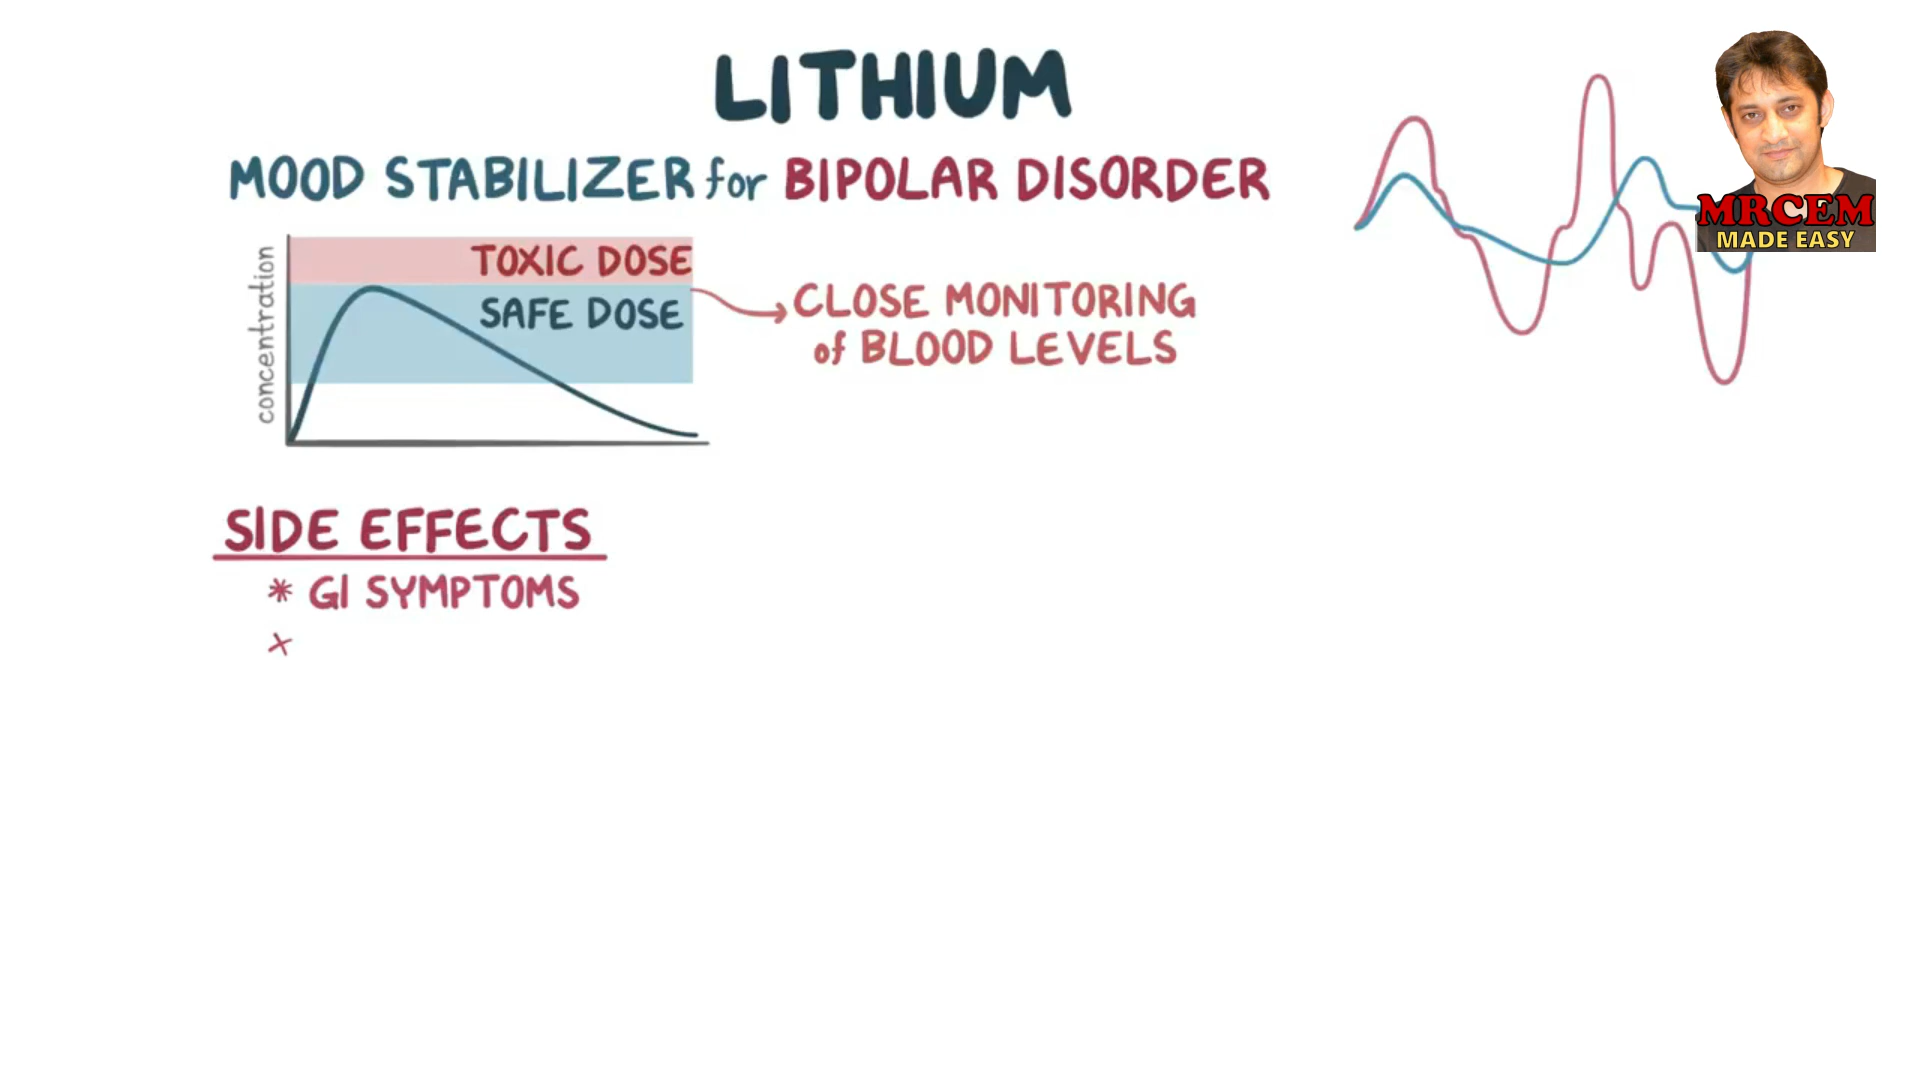 LITHIUM
MOOD STABILIZER for BIPOLAR DISORDER
concentration
TOXIC DOSE
SAFE DOSE
CLOSE MONITORING
of BLOOD LEVELS
SIDE EFFECTS
* GI SYMPTOMS
MRCEM
MADE EASY